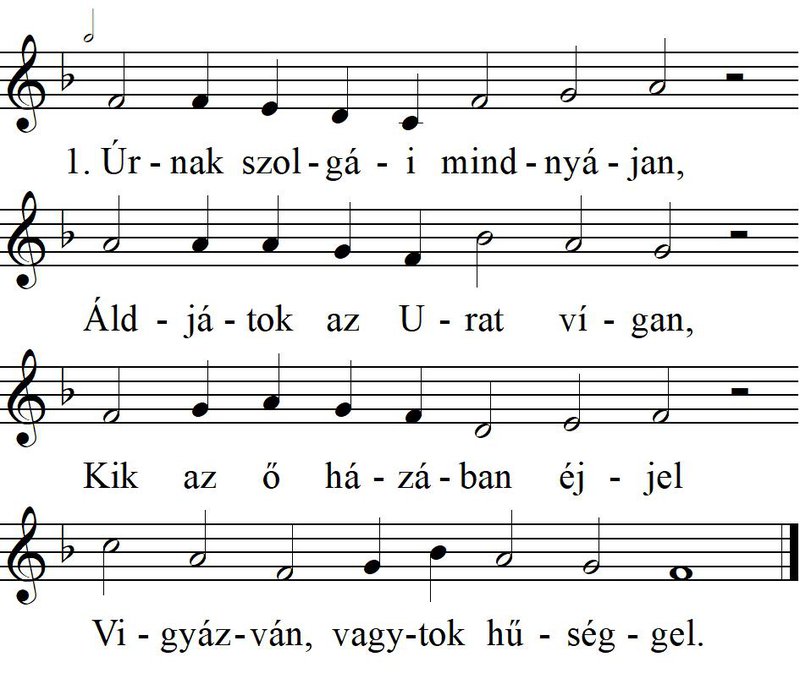 1. Úr - nak szol - gá - i mind - nyá - jan,
Áld - já - tok az U - rat ví - gan,
Kik az ő há - zá - ban éj - jel
Vi - gyáz - ván, vagy - tok hű - ség - gel.